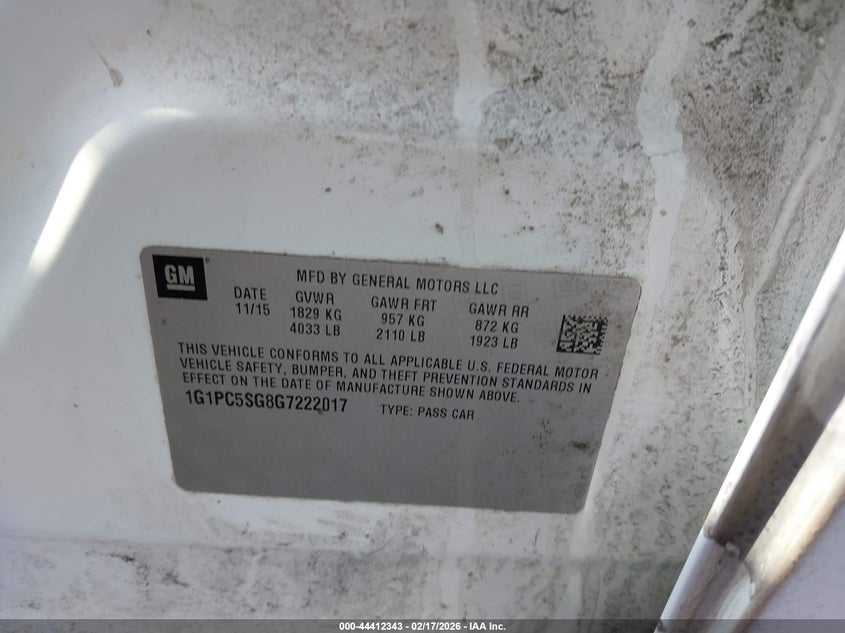 GM ®
MFD BY GENERAL MOTORS LLC
DATE GVWR GAWR FRT GAWR RR
11/15 1829 KG 957 KG 872 KG
4033 LB 2110 LB 1923 LB
THIS VEHICLE CONFORMS TO ALL APPLICABLE U.S. FEDERAL MOTOR
VEHICLE SAFETY, BUMPER, AND THEFT PREVENTION STANDARDS IN
EFFECT ON THE DATE OF MANUFACTURE SHOWN ABOVE.
1G1PC5SG8G7222017 TYPE: PASS CAR
000-44412343 / 02/17/2026 - IAA Inc.